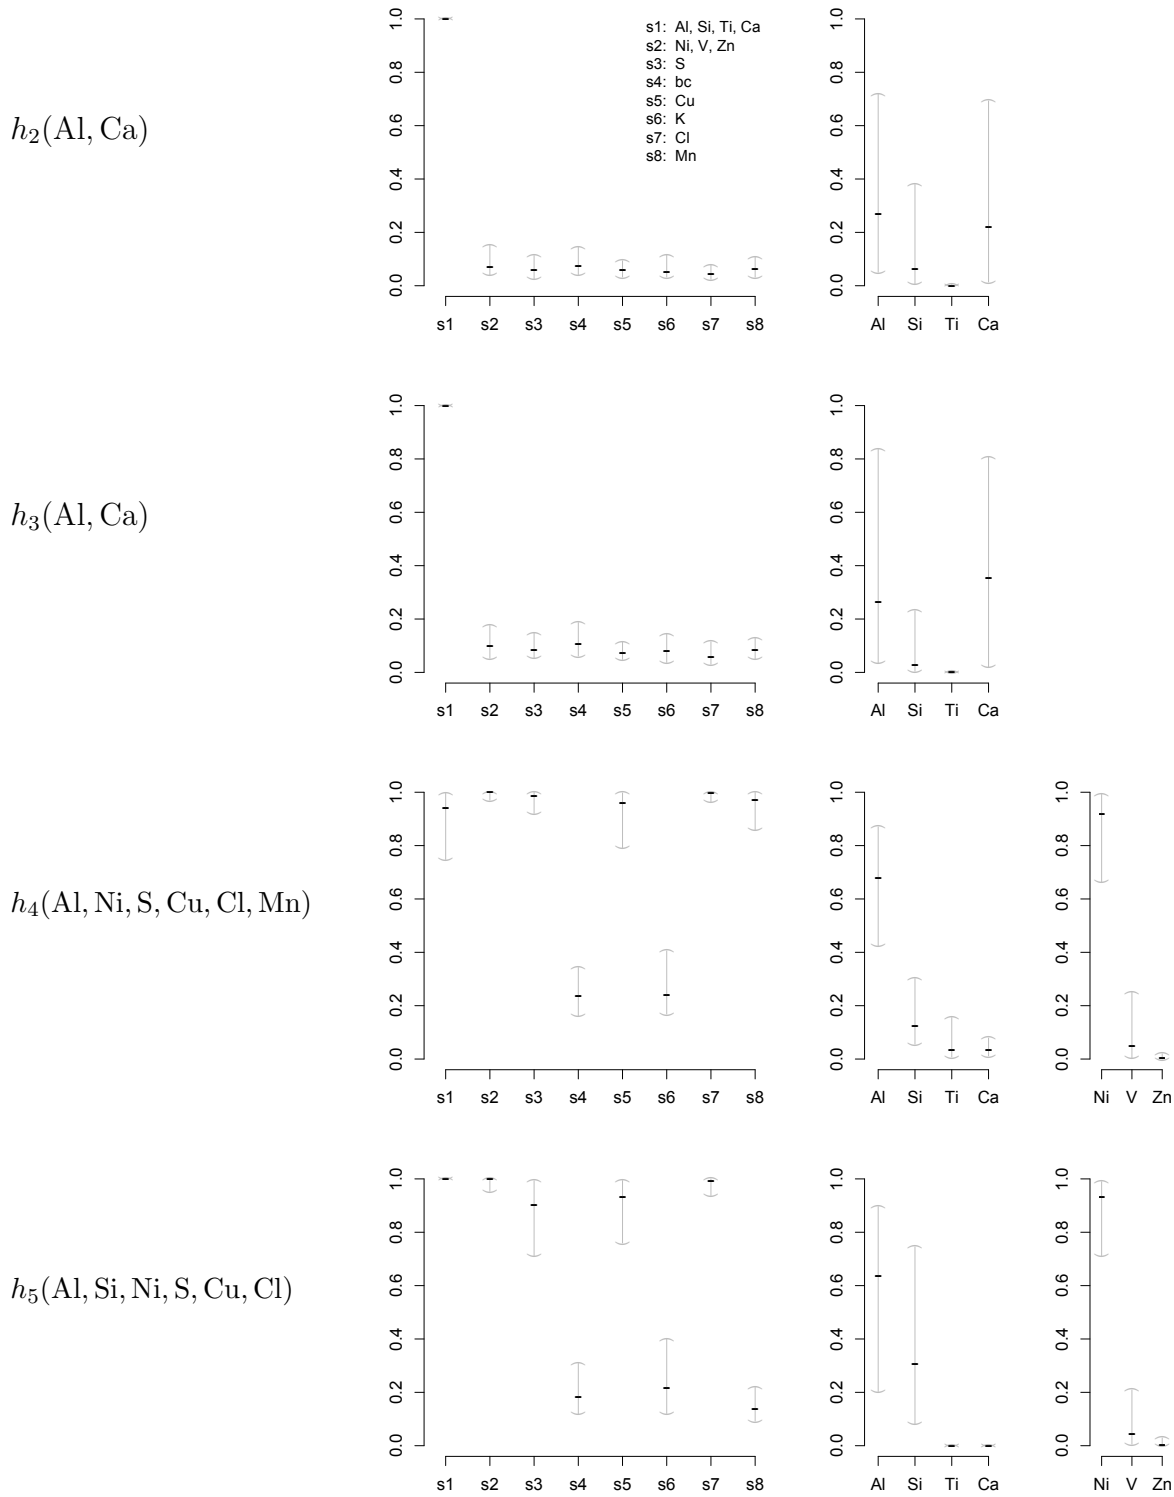 h₂(Al, Ca)
0.0 0.2 0.4 0.6 0.8 1.0
s1: Al, Si, Ti, Ca
s2: Ni, V, Zn
s3: S
s4: bc
s5: Cu
s6: K
s7: Cl
s8: Mn
s1 s2 s3 s4 s5 s6 s7 s8
0.0 0.2 0.4 0.6 0.8 1.0
Al Si Ti Ca
h₃(Al, Ca)
0.0 0.2 0.4 0.6 0.8 1.0
s1 s2 s3 s4 s5 s6 s7 s8
0.0 0.2 0.4 0.6 0.8 1.0
Al Si Ti Ca
h₄(Al, Ni, S, Cu, Cl, Mn)
0.0 0.2 0.4 0.6 0.8 1.0
s1 s2 s3 s4 s5 s6 s7 s8
0.0 0.2 0.4 0.6 0.8 1.0
Al Si Ti Ca
0.0 0.2 0.4 0.6 0.8 1.0
Ni V Zn
h₅(Al, Si, Ni, S, Cu, Cl)
0.0 0.2 0.4 0.6 0.8 1.0
s1 s2 s3 s4 s5 s6 s7 s8
0.0 0.2 0.4 0.6 0.8 1.0
Al Si Ti Ca
0.0 0.2 0.4 0.6 0.8 1.0
Ni V Zn